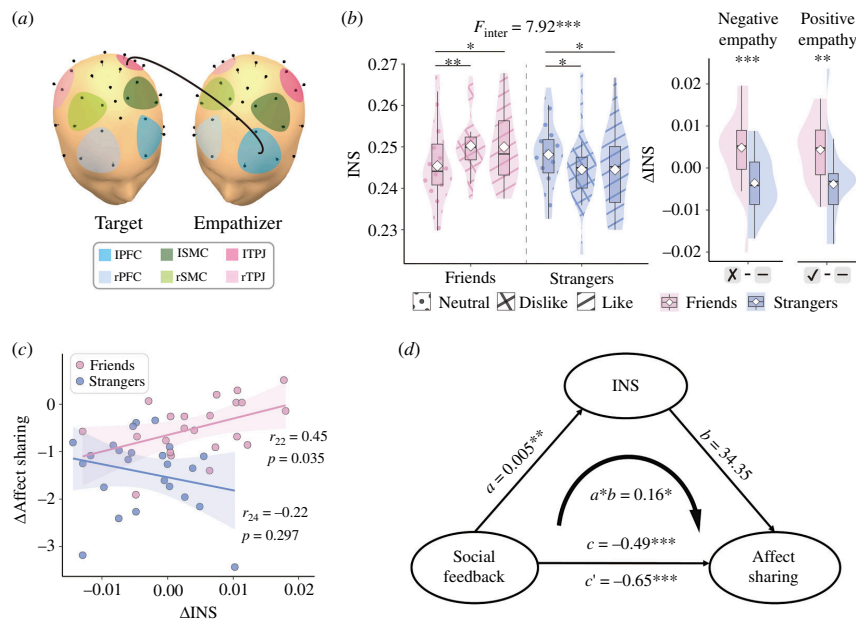 (a)
Target Empathizer
lPFC lSMC lTPJ
rPFC rSMC rTPJ
(b)
F inter = 7.92***
* *
** *
INS
0.27
0.26
0.25
0.24
0.23
Friends Strangers
Neutral Dislike Like
Negative empathy
Positive empathy
*** **
ΔINS
0.02
0.01
0.00
−0.01
−0.02
✗ - – ✓ - –
Friends Strangers
(c)
Friends
Strangers
ΔAffect sharing
0
−1
−2
−3
r22 = 0.45
p = 0.035
r24 = −0.22
p = 0.297
−0.01 0.00 0.01 0.02
ΔINS
(d)
INS
a = 0.005**
b = 34.35
a*b = 0.16*
Social feedback
c = −0.49***
c' = −0.65***
Affect sharing